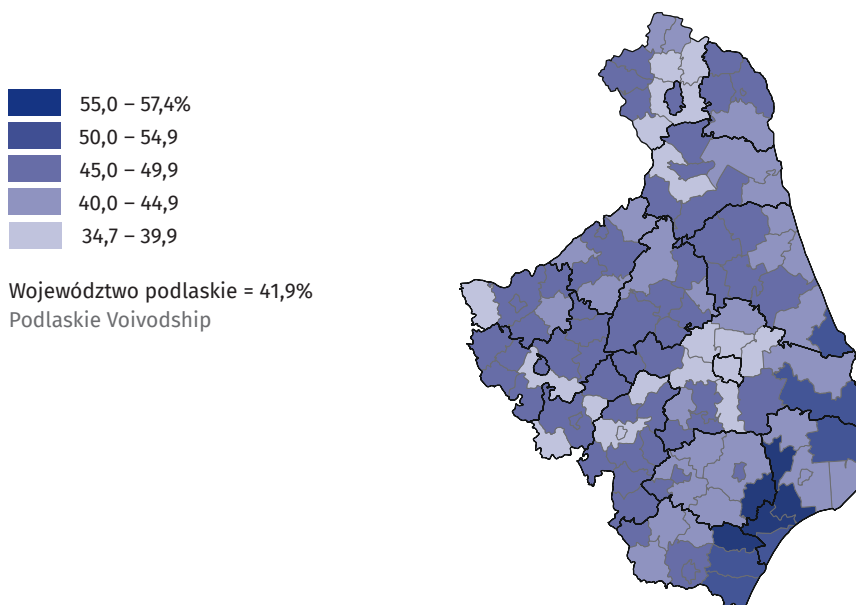 55,0 – 57,4%
50,0 – 54,9
45,0 – 49,9
40,0 – 44,9
34,7 – 39,9
Województwo podlaskie = 41,9%
Podlaskie Voivodship